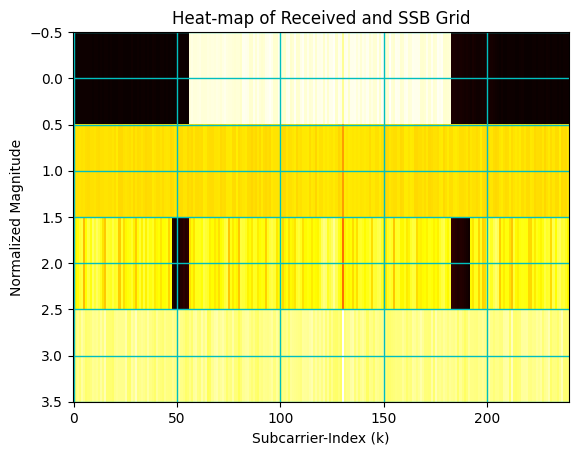 Heat-map of Received and SSB Grid
−0.5
0.0
0.5
1.0
1.5
2.0
2.5
3.0
3.5
Normalized Magnitude
0 50 100 150 200
Subcarrier-Index (k)